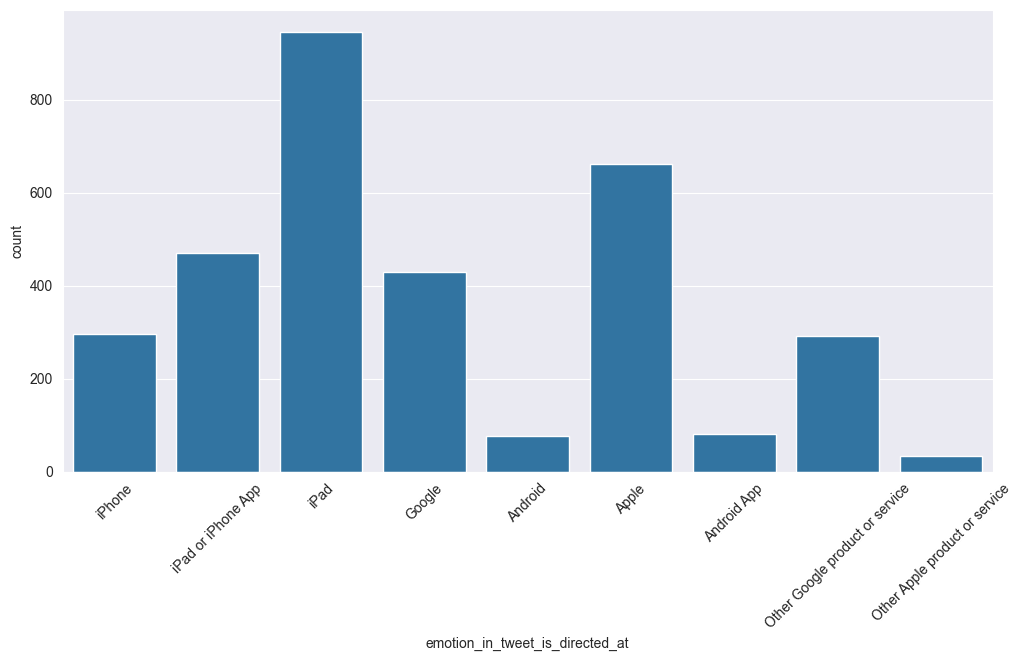 count
800
600
400
200
0
iPhone
iPad or iPhone App
iPad
Google
Android
Apple
Android App
Other Google product or service
Other Apple product or service
emotion_in_tweet_is_directed_at